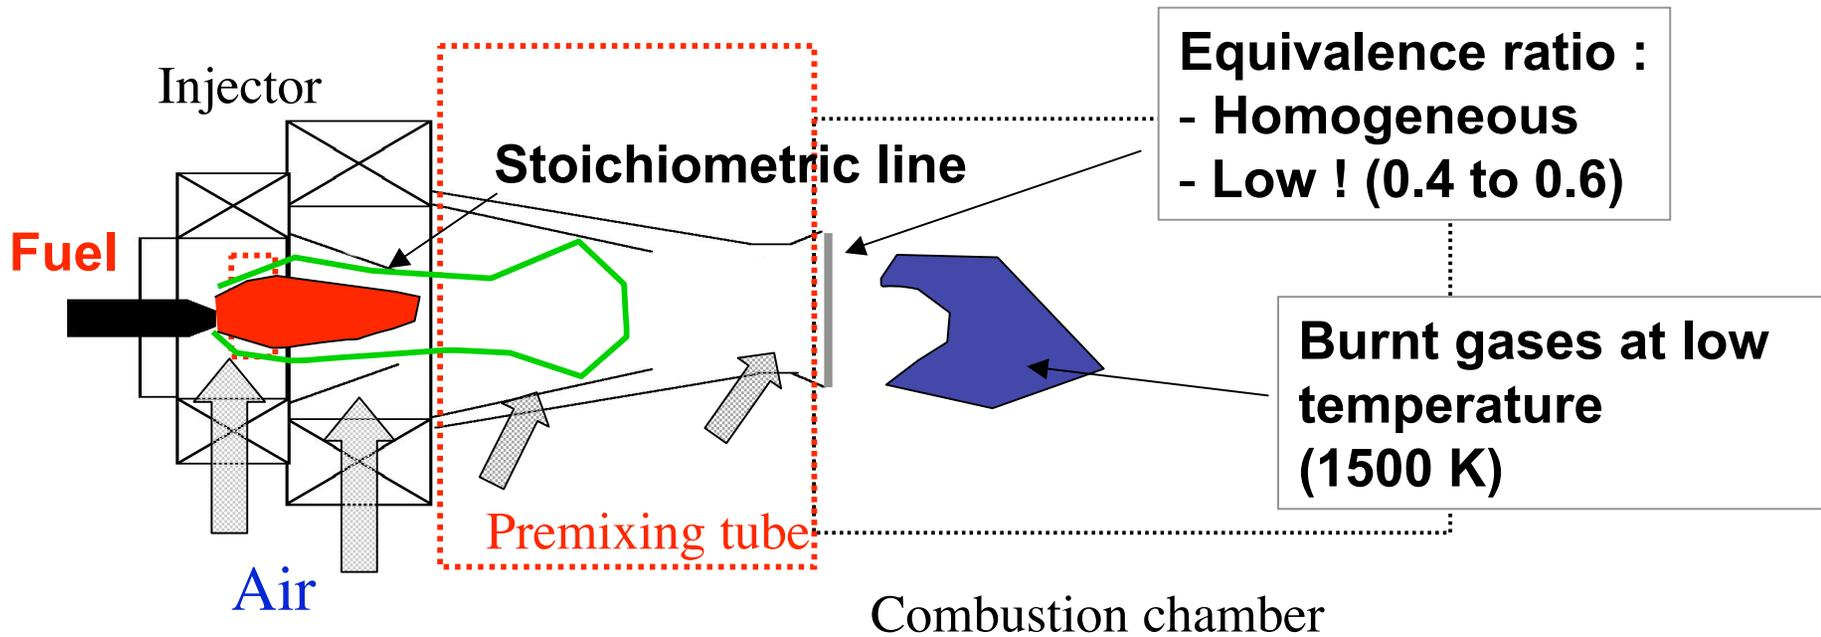 Injector
Equivalence ratio :
- Homogeneous
- Low ! (0.4 to 0.6)
Stoichiometric line
Fuel
Burnt gases at low
temperature
(1500 K)
Premixing tube
Air
Combustion chamber